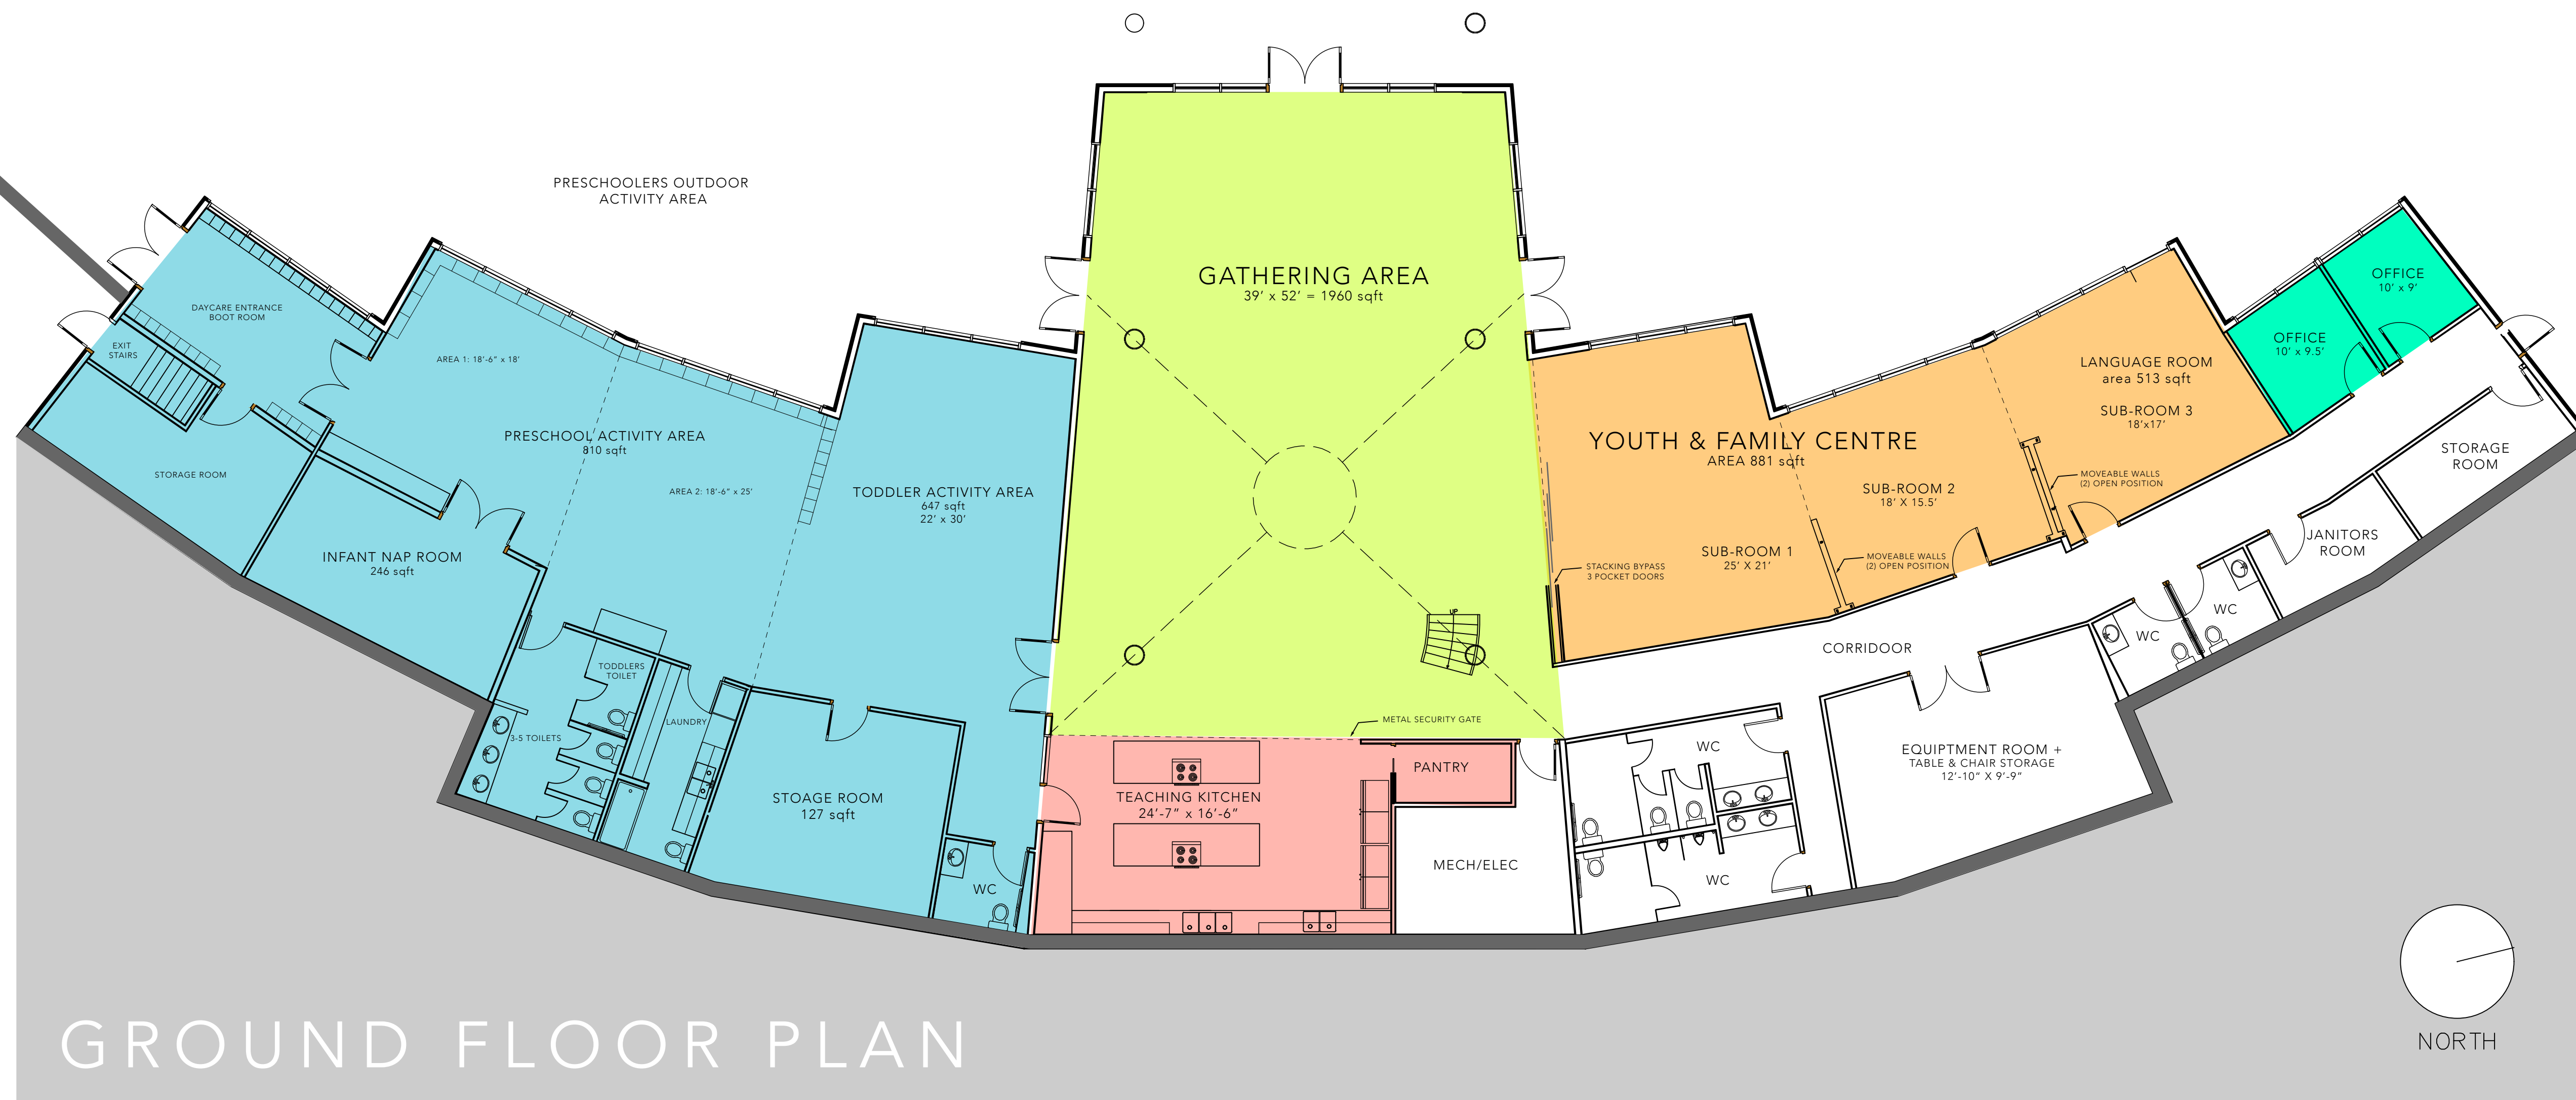 PRESCHOOLERS OUTDOOR
ACTIVITY AREA
DAYCARE ENTRANCE
BOOT ROOM
EXIT
STAIRS
STORAGE ROOM
AREA 1: 18'-6" x 18'
PRESCHOOL ACTIVITY AREA
810 sqft
AREA 2: 18'-6" x 25'
INFANT NAP ROOM
246 sqft
TODDLER ACTIVITY AREA
647 sqft
22' x 30'
TODDLERS
TOILET
3-5 TOILETS
LAUNDRY
STOAGE ROOM
127 sqft
WC
GATHERING AREA
39' x 52' = 1960 sqft
UP
METAL SECURITY GATE
TEACHING KITCHEN
24'-7" x 16'-6"
PANTRY
MECH/ELEC
YOUTH & FAMILY CENTRE
AREA 881 sqft
SUB-ROOM 1
25' X 21'
STACKING BYPASS
3 POCKET DOORS
SUB-ROOM 2
18' X 15.5'
MOVEABLE WALLS
(2) OPEN POSITION
LANGUAGE ROOM
area 513 sqft
SUB-ROOM 3
18'x17'
MOVEABLE WALLS
(2) OPEN POSITION
OFFICE
10' x 9.5'
OFFICE
10' x 9'
CORRIDOOR
WC
WC
EQUIPTMENT ROOM +
TABLE & CHAIR STORAGE
12'-10" X 9'-9"
WC
WC
JANITORS
ROOM
STORAGE
ROOM
GROUND FLOOR PLAN
NORTH